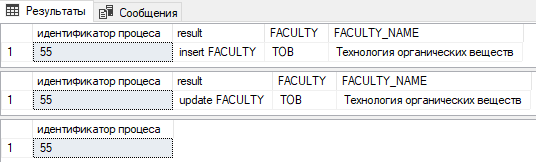 Результаты Сообщения
идентификатор процеса result FACULTY FACULTY_NAME
1 55 insert FACULTY ТОВ Технология органических веществ
идентификатор процеса result FACULTY FACULTY_NAME
1 55 update FACULTY ТОВ Технология органических веществ
идентификатор процеса
1 55